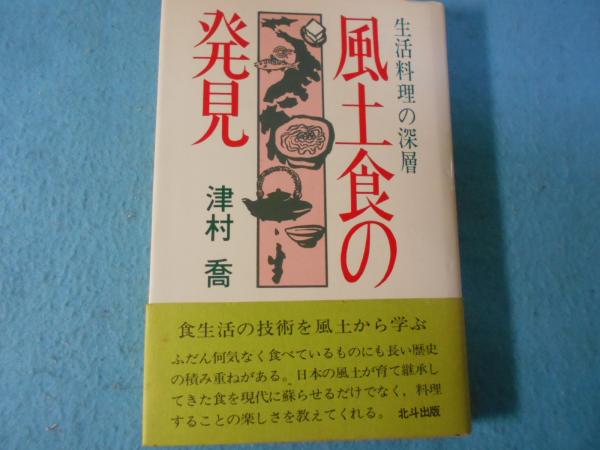 生活料理の深層
風土食の
発見
津村 喬
食生活の技術を風土から学ぶ
ふだん何気なく食べているものにも長い歴史
の積み重ねがある。日本の風土が育て継承し
てきた食を現代に蘇らせるだけでなく，料理
することの楽しさを教えてくれる。 北斗出版